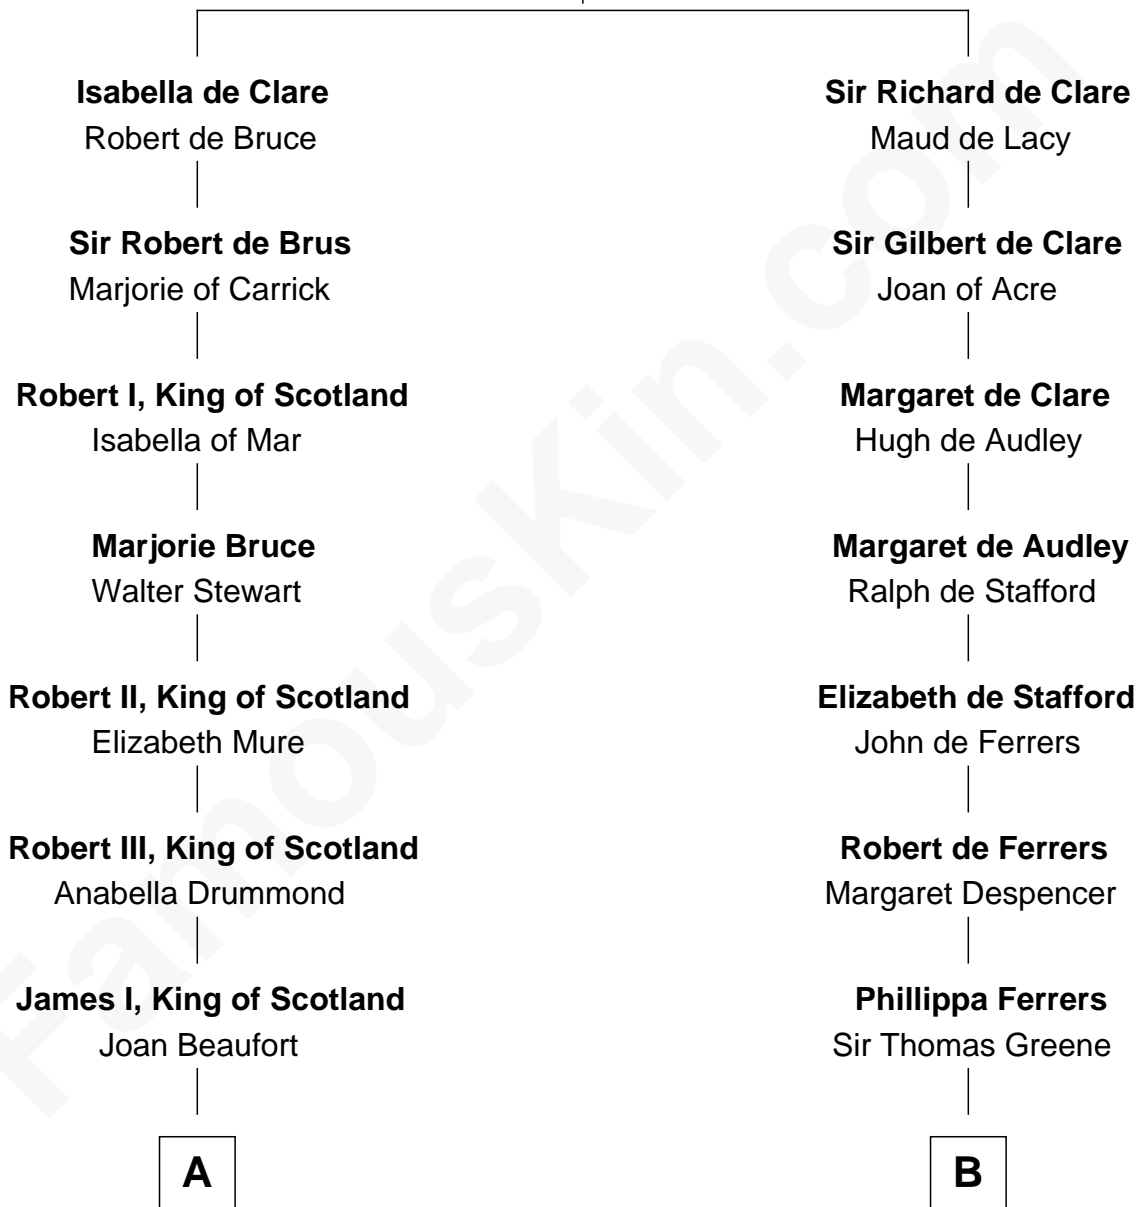 Isabella de Clare
Robert de Bruce
Sir Robert de Brus
Marjorie of Carrick
Robert I, King of Scotland
Isabella of Mar
Marjorie Bruce
Walter Stewart
Robert II, King of Scotland
Elizabeth Mure
Robert III, King of Scotland
Anabella Drummond
James I, King of Scotland
Joan Beaufort
A
Sir Richard de Clare
Maud de Lacy
Sir Gilbert de Clare
Joan of Acre
Margaret de Clare
Hugh de Audley
Margaret de Audley
Ralph de Stafford
Elizabeth de Stafford
John de Ferrers
Robert de Ferrers
Margaret Despencer
Phillippa Ferrers
Sir Thomas Greene
B
FamousKin.com